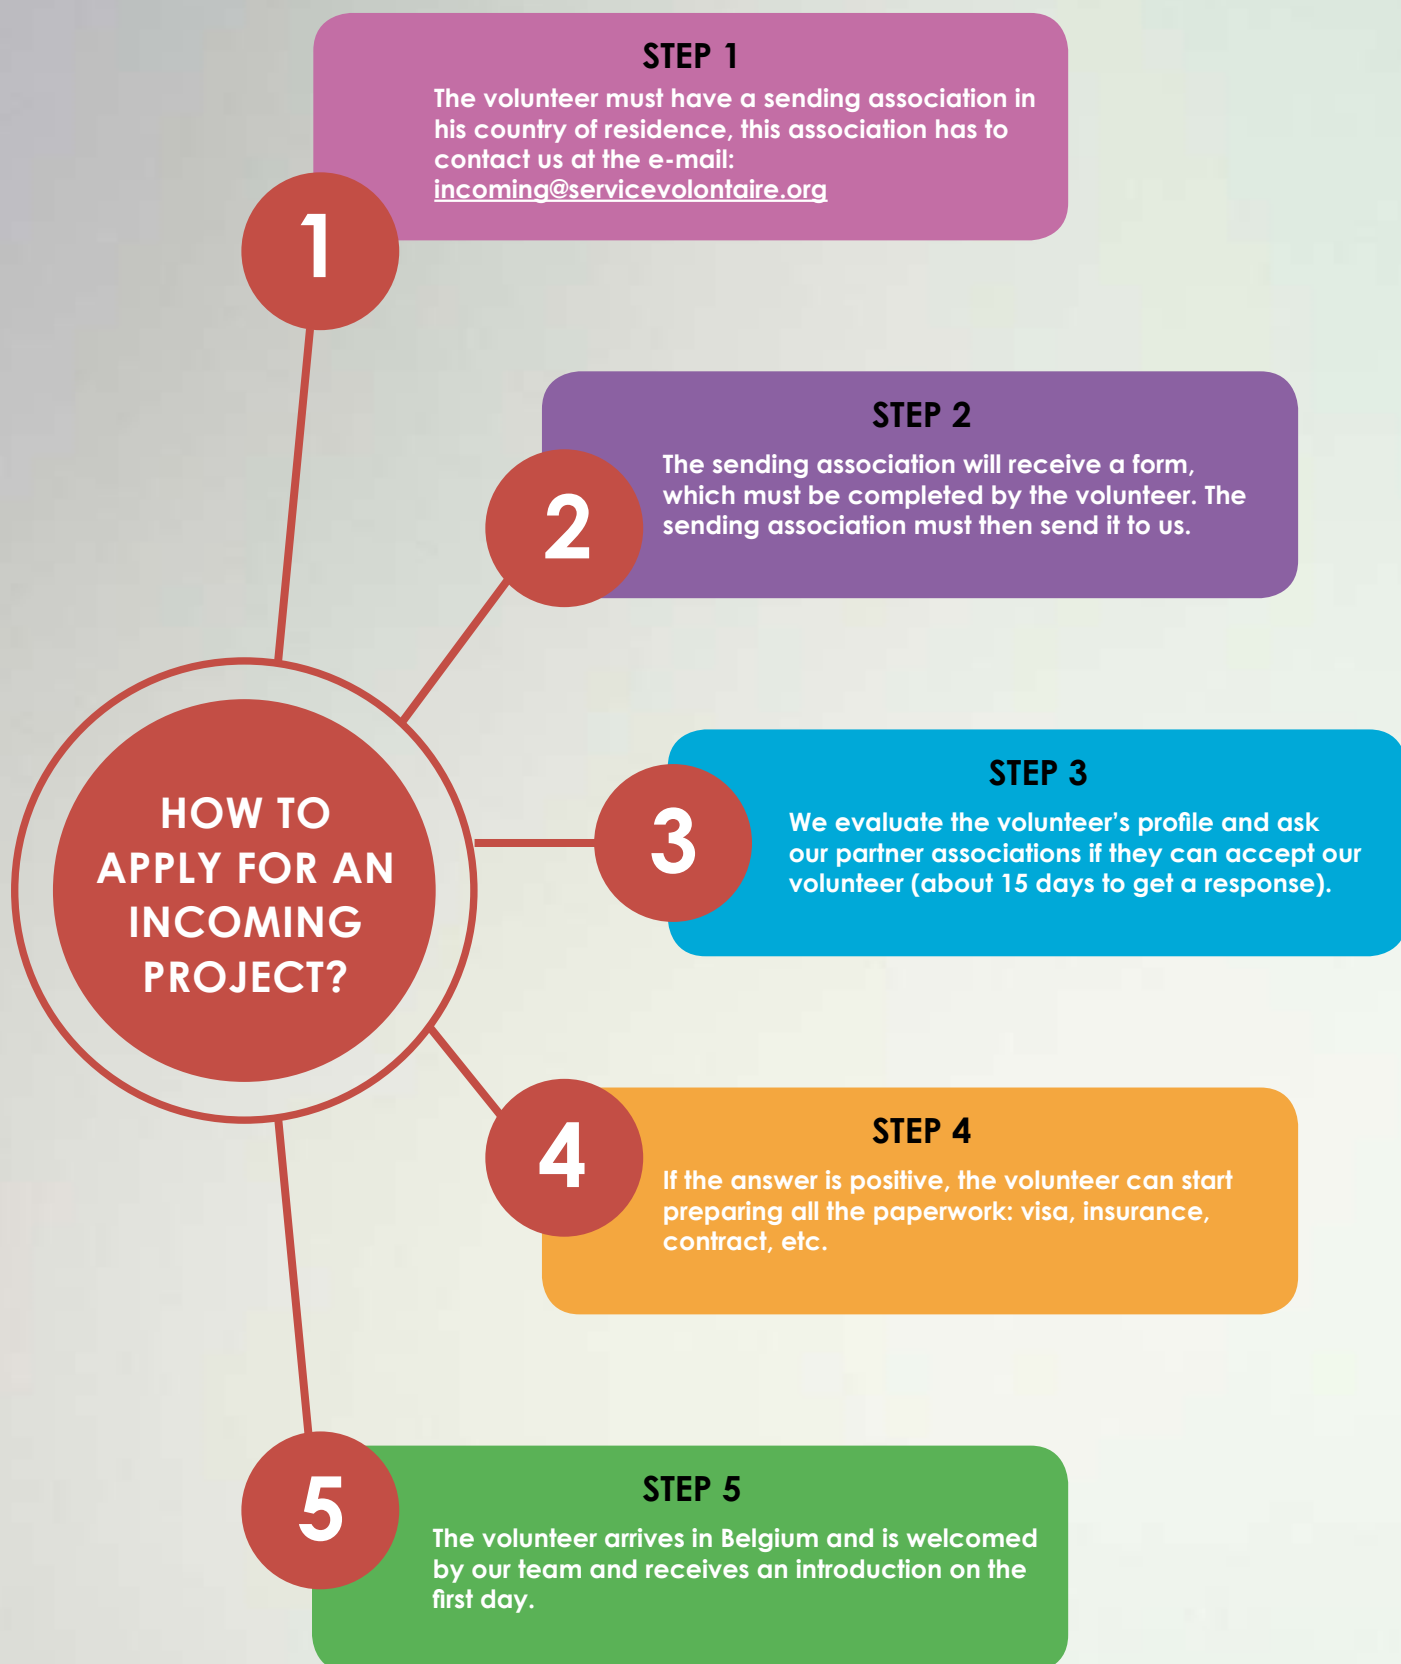 STEP 1
The volunteer must have a sending association in
his country of residence, this association has to
contact us at the e-mail:
incoming@servicevolontaire.org
1
STEP 2
The sending association will receive a form,
which must be completed by the volunteer. The
sending association must then send it to us.
2
HOW TO
APPLY FOR AN
INCOMING
PROJECT?
STEP 3
We evaluate the volunteer’s profile and ask
our partner associations if they can accept our
volunteer (about 15 days to get a response).
3
STEP 4
If the answer is positive, the volunteer can start
preparing all the paperwork: visa, insurance,
contract, etc.
4
STEP 5
The volunteer arrives in Belgium and is welcomed
by our team and receives an introduction on the
first day.
5